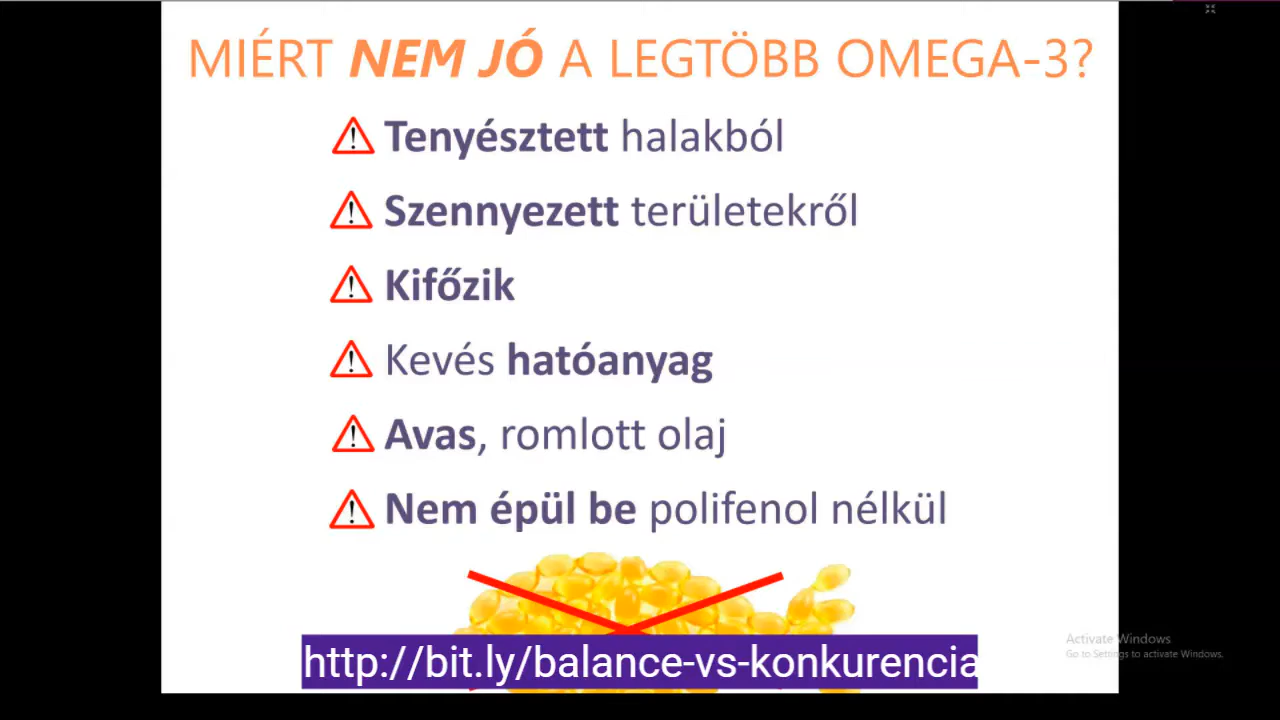 MIÉRT NEM JÓ A LEGTÖBB OMEGA-3?
Tenyésztett halakból
Szennyezett területekről
Kifőzik
Kevés hatóanyag
Avas, romlott olaj
Nem épül be polifenol nélkül
http://bit.ly/balance-vs-konkurencia
Activate Windows
Go to Settings to activate Windows.